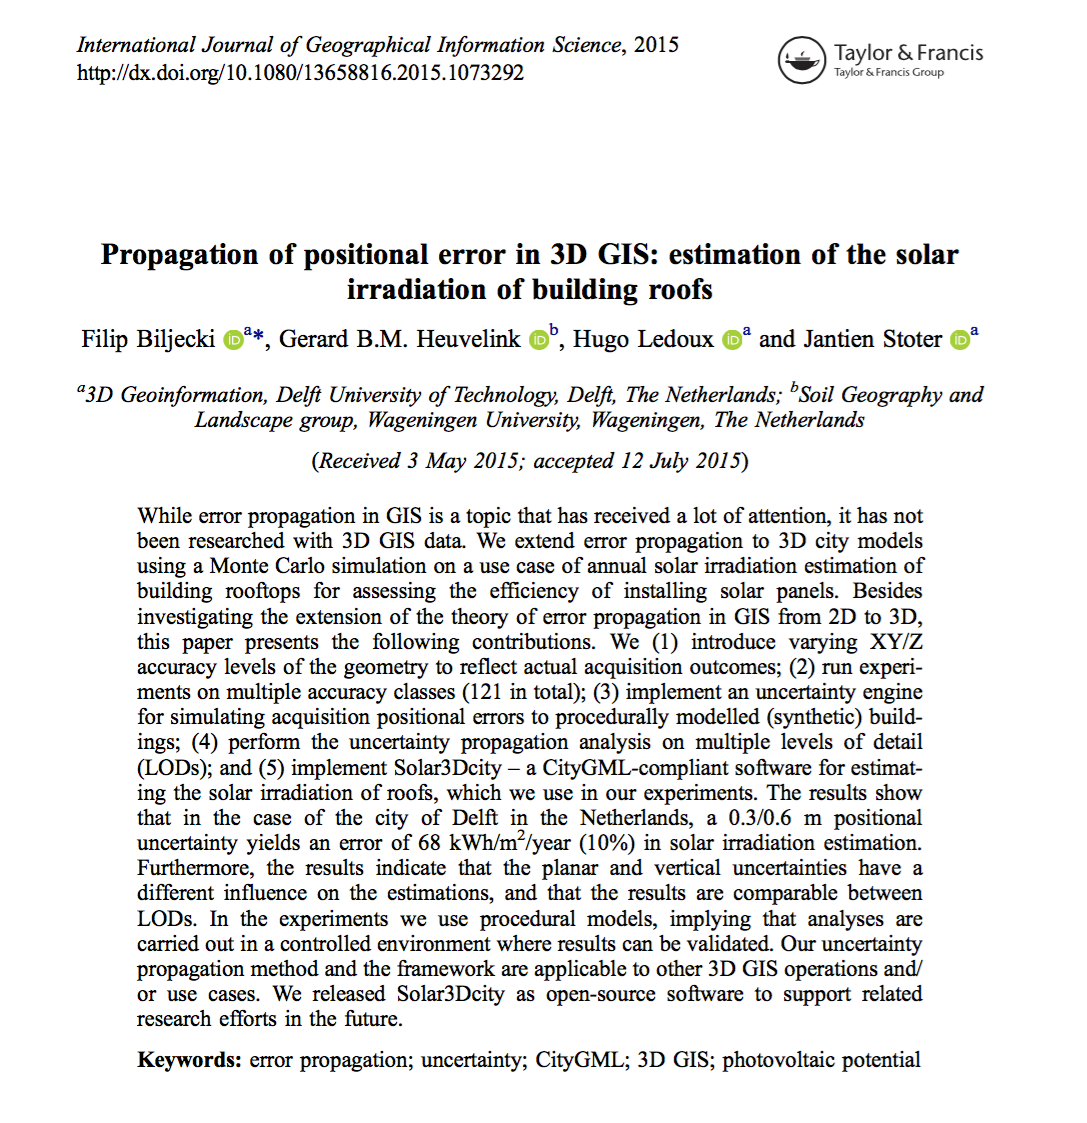 International Journal of Geographical Information Science, 2015
http://dx.doi.org/10.1080/13658816.2015.1073292
Taylor & Francis
Taylor & Francis Group
Propagation of positional error in 3D GIS: estimation of the solar
irradiation of building roofs
Filip Biljecki iD a*, Gerard B.M. Heuvelink iD b, Hugo Ledoux iD a and Jantien Stoter iD a
a3D Geoinformation, Delft University of Technology, Delft, The Netherlands; bSoil Geography and
Landscape group, Wageningen University, Wageningen, The Netherlands
(Received 3 May 2015; accepted 12 July 2015)
While error propagation in GIS is a topic that has received a lot of attention, it has not
been researched with 3D GIS data. We extend error propagation to 3D city models
using a Monte Carlo simulation on a use case of annual solar irradiation estimation of
building rooftops for assessing the efficiency of installing solar panels. Besides
investigating the extension of the theory of error propagation in GIS from 2D to 3D,
this paper presents the following contributions. We (1) introduce varying XY/Z
accuracy levels of the geometry to reflect actual acquisition outcomes; (2) run experi-
ments on multiple accuracy classes (121 in total); (3) implement an uncertainty engine
for simulating acquisition positional errors to procedurally modelled (synthetic) build-
ings; (4) perform the uncertainty propagation analysis on multiple levels of detail
(LODs); and (5) implement Solar3Dcity – a CityGML-compliant software for estimat-
ing the solar irradiation of roofs, which we use in our experiments. The results show
that in the case of the city of Delft in the Netherlands, a 0.3/0.6 m positional
uncertainty yields an error of 68 kWh/m²/year (10%) in solar irradiation estimation.
Furthermore, the results indicate that the planar and vertical uncertainties have a
different influence on the estimations, and that the results are comparable between
LODs. In the experiments we use procedural models, implying that analyses are
carried out in a controlled environment where results can be validated. Our uncertainty
propagation method and the framework are applicable to other 3D GIS operations and/
or use cases. We released Solar3Dcity as open-source software to support related
research efforts in the future.
Keywords: error propagation; uncertainty; CityGML; 3D GIS; photovoltaic potential